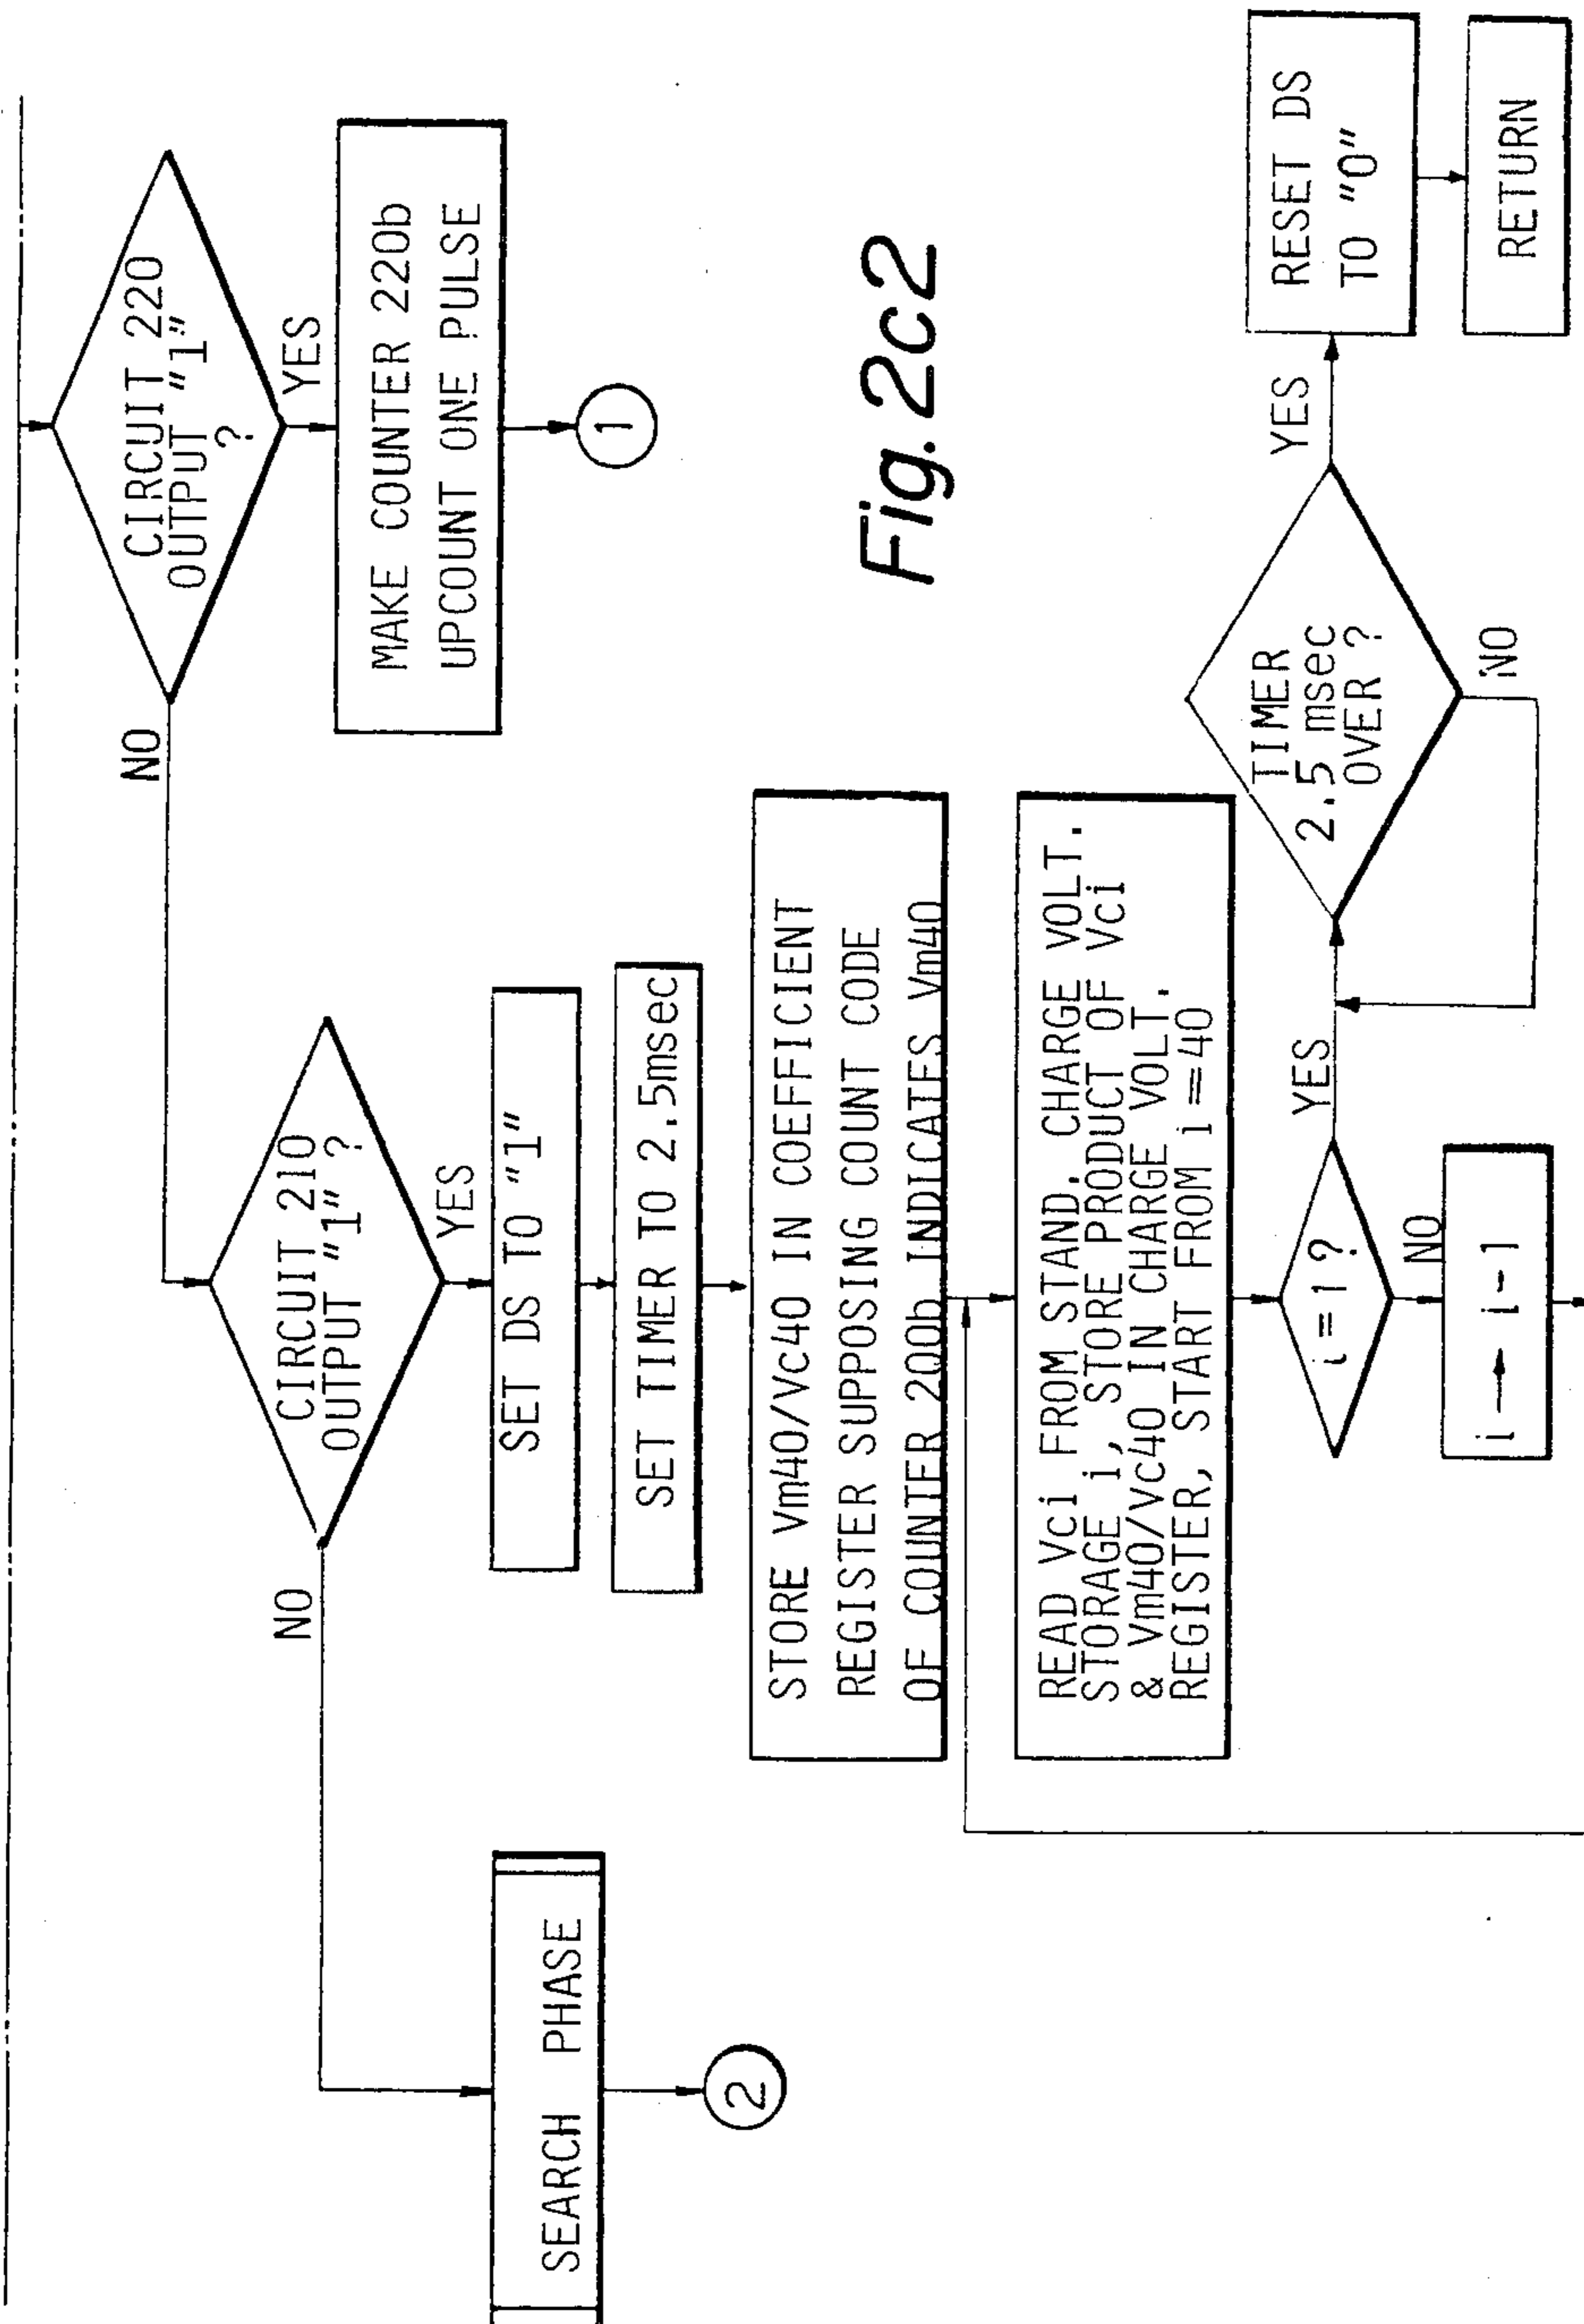 CIRCUIT 220
OUTPUT "1"
?
YES
NO
MAKE COUNTER 220b
UPCOUNT ONE PULSE
1
CIRCUIT 210
OUTPUT "1" ?
YES
NO
SET DS TO "1"
SET TIMER TO 2.5msec
STORE Vm40/Vc40 IN COEFFICIENT
REGISTER SUPPOSING COUNT CODE
OF COUNTER 200b INDICATES Vm40
READ Vci FROM STAND. CHARGE VOLT.
STORAGE i, STORE PRODUCT OF Vci
& Vm40/Vc40 IN CHARGE VOLT.
REGISTER, START FROM i=40
i=1?
YES
NO
i → i-1
TIMER
2.5 msec
OVER ?
YES
NO
RESET DS
TO "0"
RETURN
SEARCH PHASE
2
Fig. 2c2